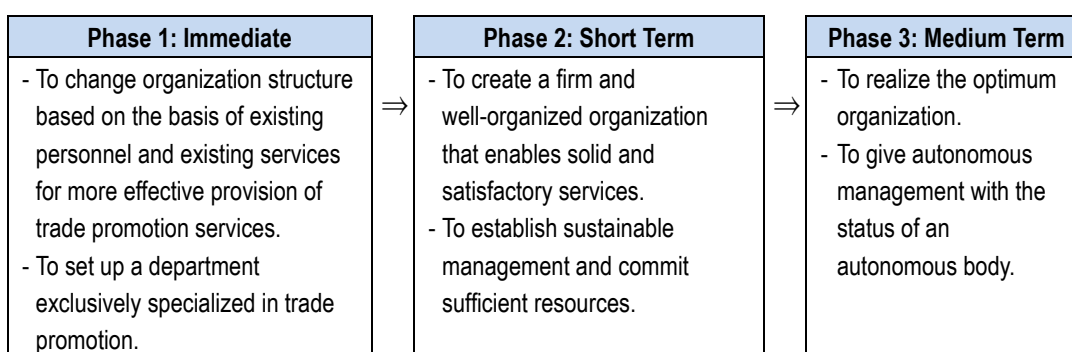 Phase 1: Immediate
- To change organization structure
based on the basis of existing
personnel and existing services
for more effective provision of
trade promotion services.
- To set up a department
exclusively specialized in trade
promotion.
⇒
Phase 2: Short Term
- To create a firm and
well-organized organization
that enables solid and
satisfactory services.
- To establish sustainable
management and commit
sufficient resources.
⇒
Phase 3: Medium Term
- To realize the optimum
organization.
- To give autonomous
management with the
status of an
autonomous body.